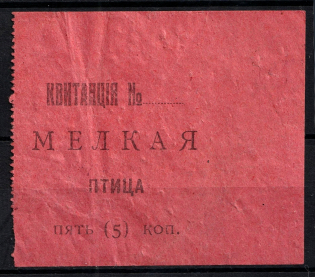 КВИТАНЦІЯ №............
МЕЛКАЯ
ПТИЦА
пять (5) коп.